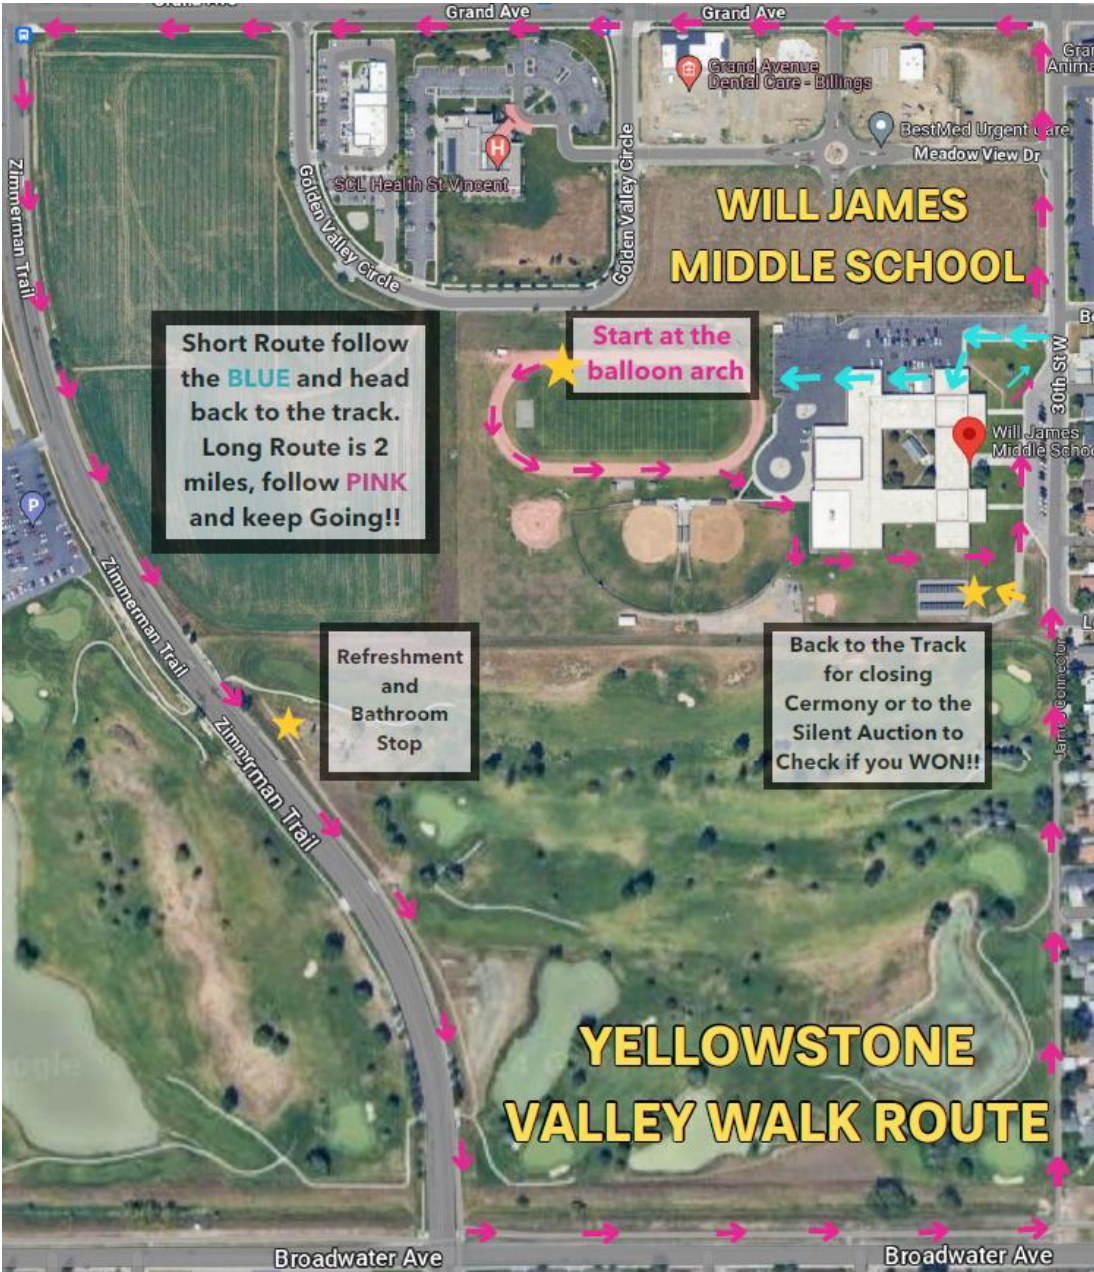 Grand Ave
Grand Ave
Grand Ave
Grand Avenue
Dental Care - Billings
BestMed Urgent Care
Meadow View Dr
H
SCL Health St.Vincent
Golden Valley Circle
Golden Valley Circle
Zimmerman Trail
WILL JAMES
MIDDLE SCHOOL
Short Route follow
the BLUE and head
back to the track.
Long Route is 2
miles, follow PINK
and keep Going!!
Start at the
balloon arch
30th St W
Will James
Middle Schoo
P
Zimmerman Trail
Refreshment
and
Bathroom
Stop
Back to the Track
for closing
Cermony or to the
Silent Auction to
Check if you WON!!
Zimmerman Trail
YELLOWSTONE
VALLEY WALK ROUTE
Broadwater Ave
Broadwater Ave